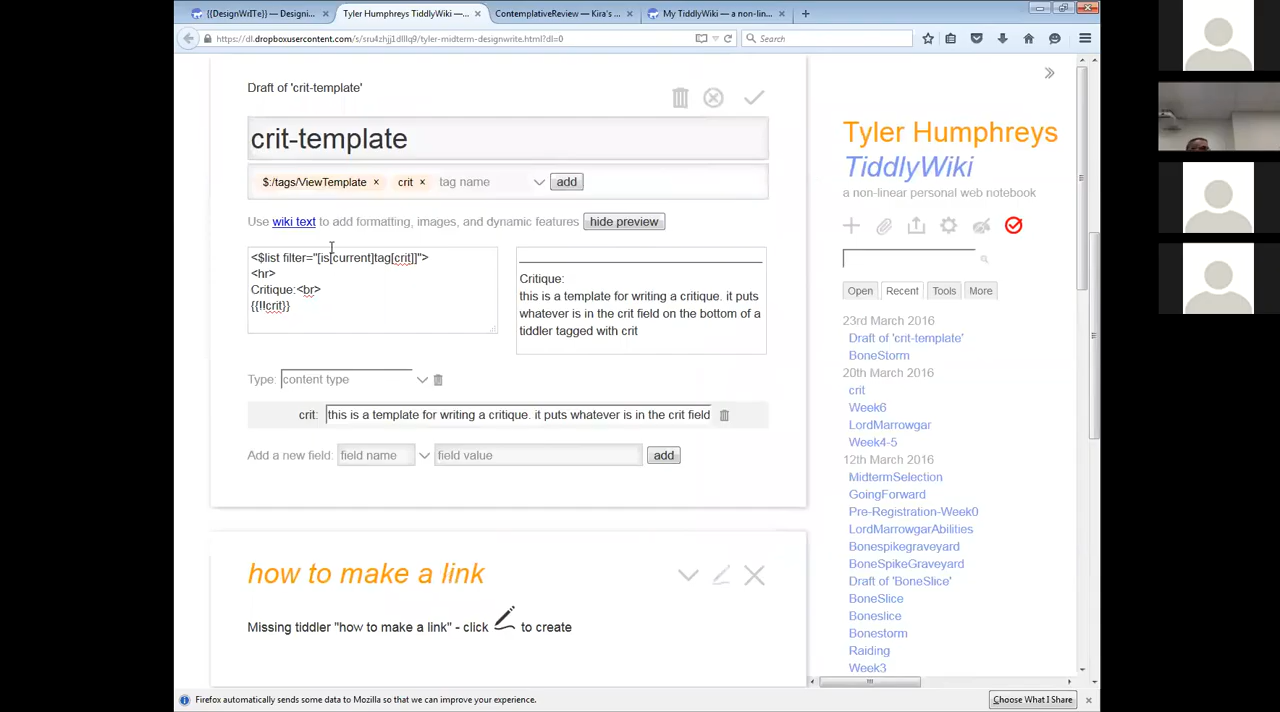 {{DesignWriTe}} — Designi...
Tyler Humphreys TiddlyWiki —...
ContemplativeReview — Kira's ...
My TiddlyWiki — a non-lin...
https://dl.dropboxusercontent.com/s/sru4zhjj1dlllq9/tyler-midterm-designwrite.html?dl=0
Search
Draft of 'crit-template'
crit-template
$:/tags/ViewTemplate × crit × tag name add
Use wiki text to add formatting, images, and dynamic features hide preview
<$list filter="[is[current]tag[crit]]">
<hr>
Critique:<br>
{{!!crit}}
Critique:
this is a template for writing a critique. it puts
whatever is in the crit field on the bottom of a
tiddler tagged with crit
Type: content type
crit: this is a template for writing a critique. it puts whatever is in the crit field
Add a new field: field name field value add
how to make a link
Missing tiddler "how to make a link" - click to create
Tyler Humphreys
TiddlyWiki
a non-linear personal web notebook
Open Recent Tools More
23rd March 2016
Draft of 'crit-template'
BoneStorm
20th March 2016
crit
Week6
LordMarrowgar
Week4-5
12th March 2016
MidtermSelection
GoingForward
Pre-Registration-Week0
LordMarrowgarAbilities
Bonespikegraveyard
BoneSpikeGraveyard
Draft of 'BoneSlice'
BoneSlice
Boneslice
Bonestorm
Raiding
Week3
Firefox automatically sends some data to Mozilla so that we can improve your experience.
Choose What I Share